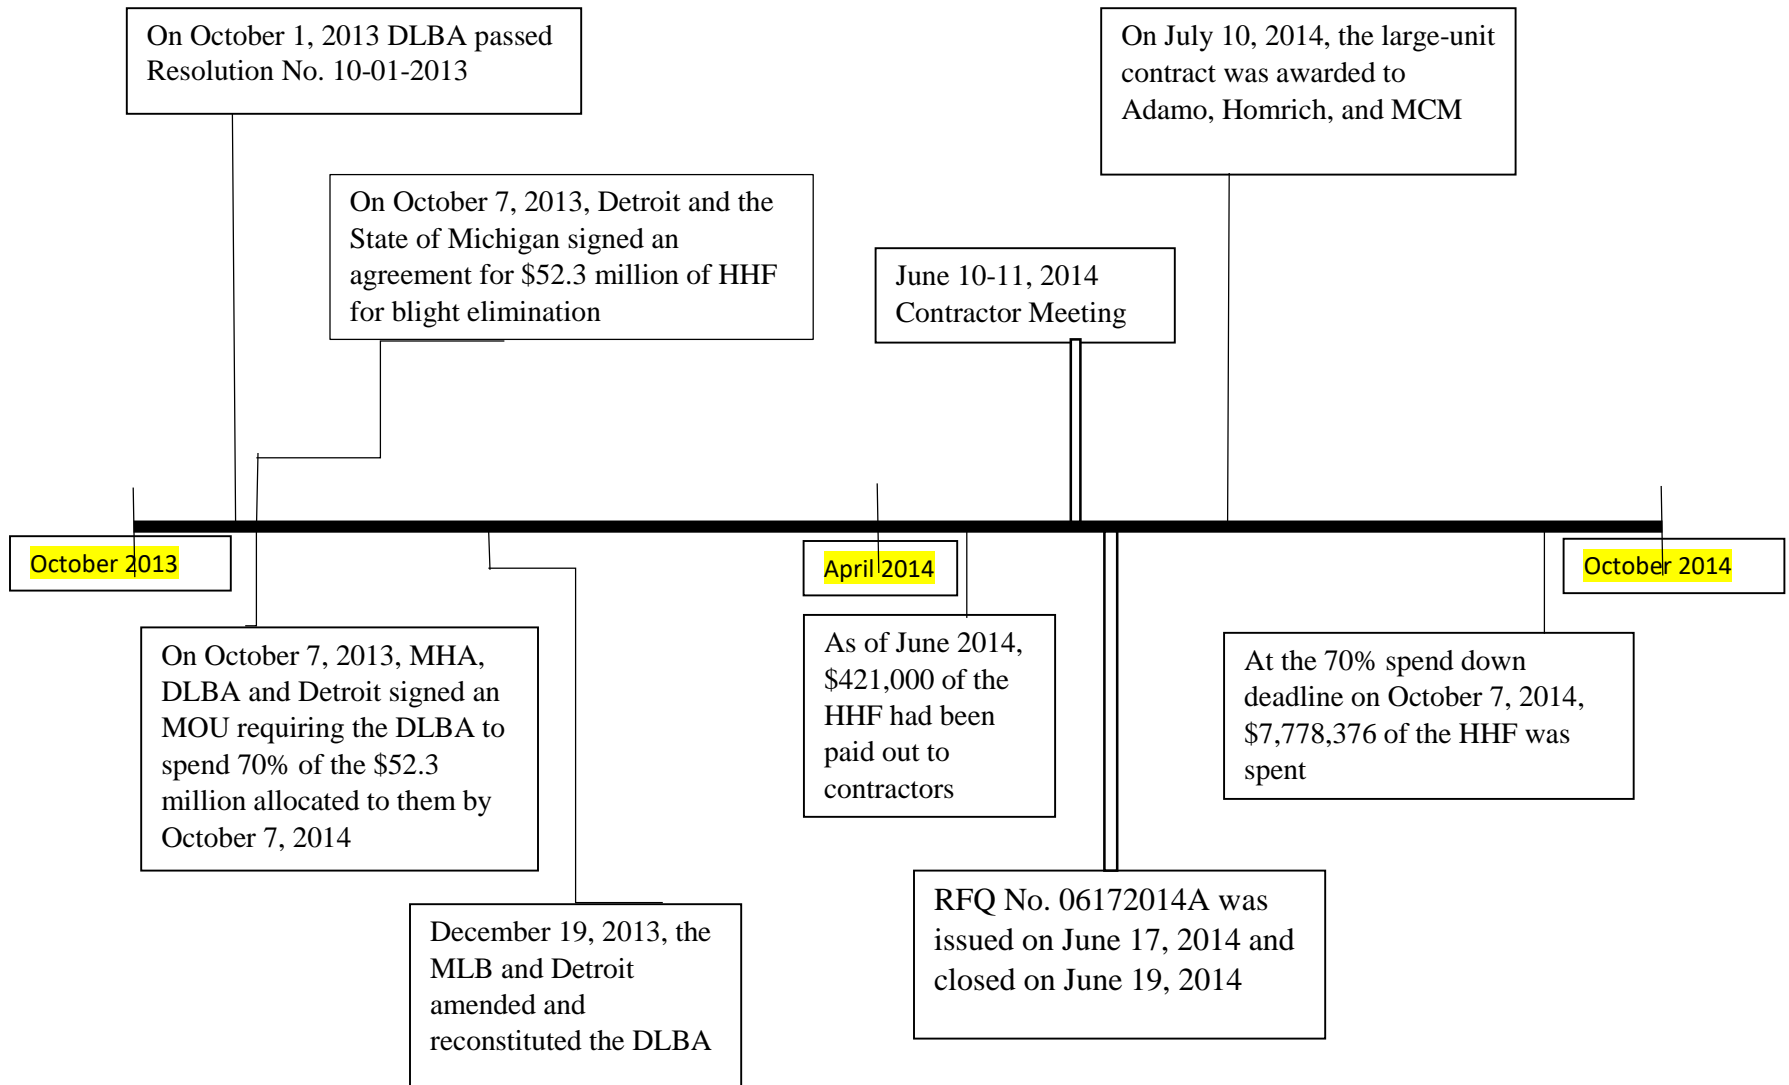 On October 1, 2013 DLBA passed
Resolution No. 10-01-2013
On July 10, 2014, the large-unit
contract was awarded to
Adamo, Homrich, and MCM
On October 7, 2013, Detroit and the
State of Michigan signed an
agreement for $52.3 million of HHF
for blight elimination
June 10-11, 2014
Contractor Meeting
October 2013
April 2014
October 2014
On October 7, 2013, MHA,
DLBA and Detroit signed an
MOU requiring the DLBA to
spend 70% of the $52.3
million allocated to them by
October 7, 2014
As of June 2014,
$421,000 of the
HHF had been
paid out to
contractors
At the 70% spend down
deadline on October 7, 2014,
$7,778,376 of the HHF was
spent
December 19, 2013, the
MLB and Detroit
amended and
reconstituted the DLBA
RFQ No. 06172014A was
issued on June 17, 2014 and
closed on June 19, 2014